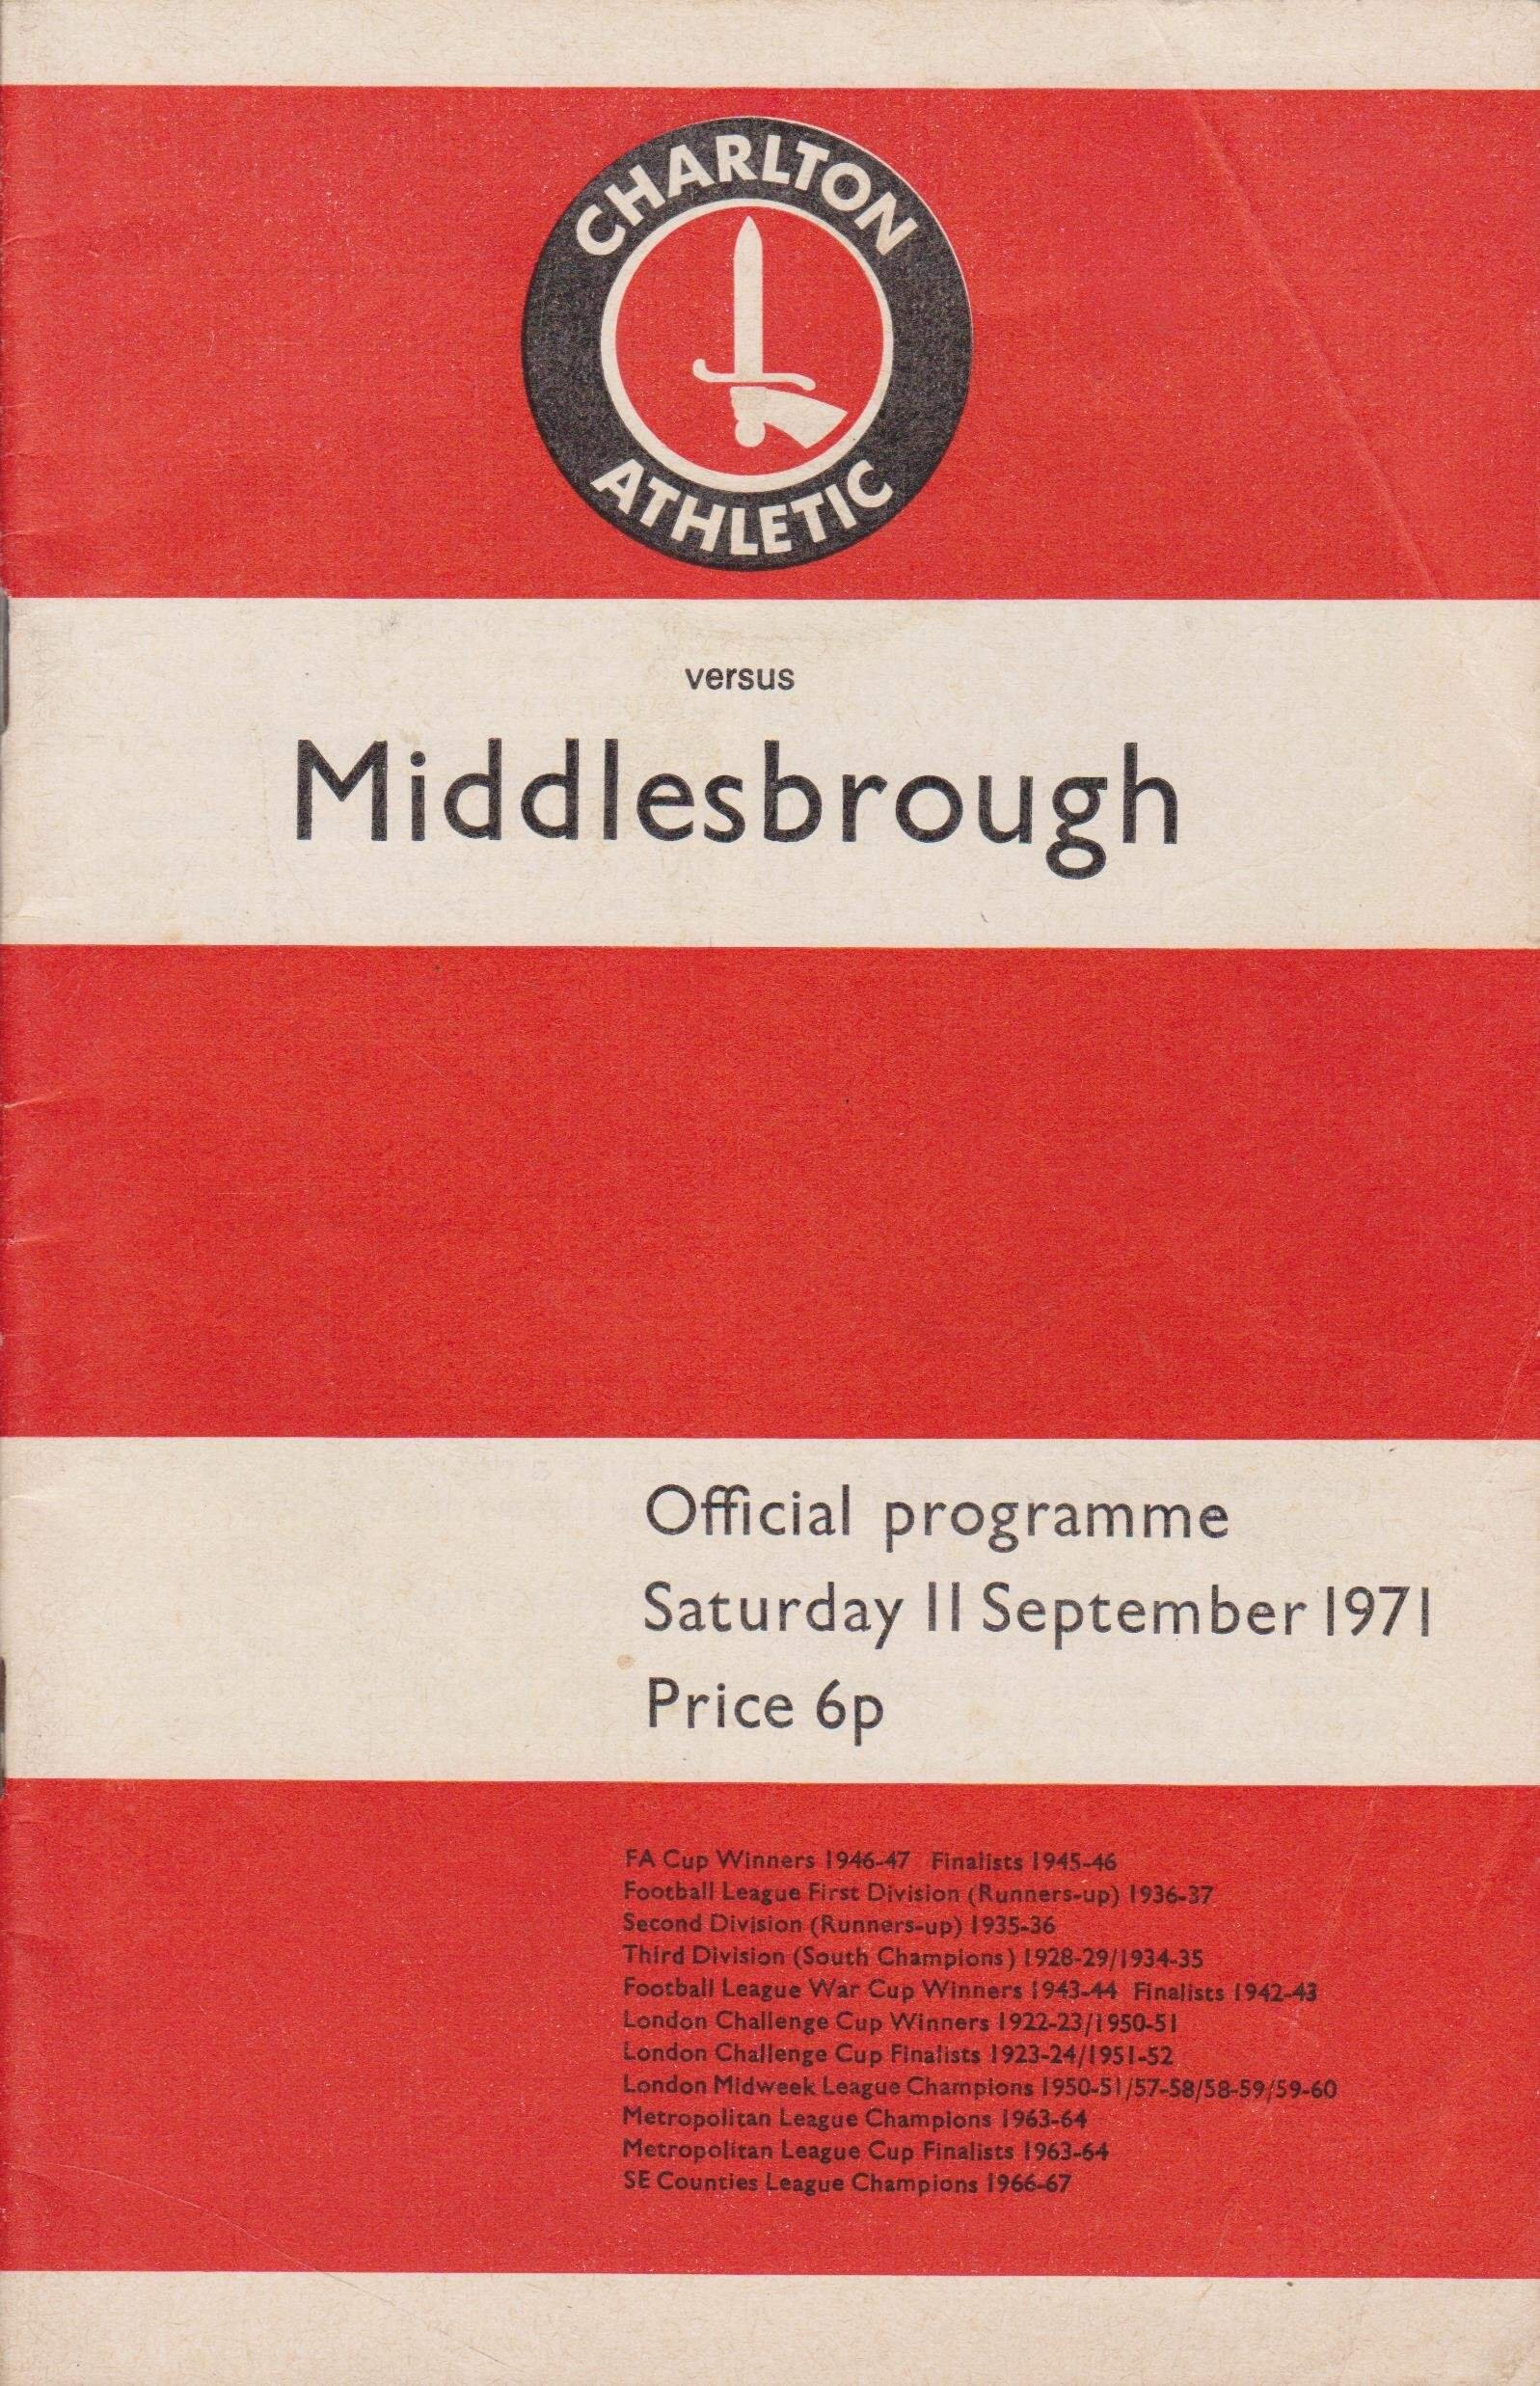 CHARLTON
ATHLETIC
versus
Middlesbrough
Official programme
Saturday 11 September 1971
Price 6p
FA Cup Winners 1946-47 Finalists 1945-46
Football League First Division (Runners-up) 1936-37
Second Division (Runners-up) 1935-36
Third Division (South Champions) 1928-29/1934-35
Football League War Cup Winners 1943-44 Finalists 1942-43
London Challenge Cup Winners 1922-23/1950-51
London Challenge Cup Finalists 1923-24/1951-52
London Midweek League Champions 1950-51/57-58/58-59/59-60
Metropolitan League Champions 1963-64
Metropolitan League Cup Finalists 1963-64
SE Counties League Champions 1966-67